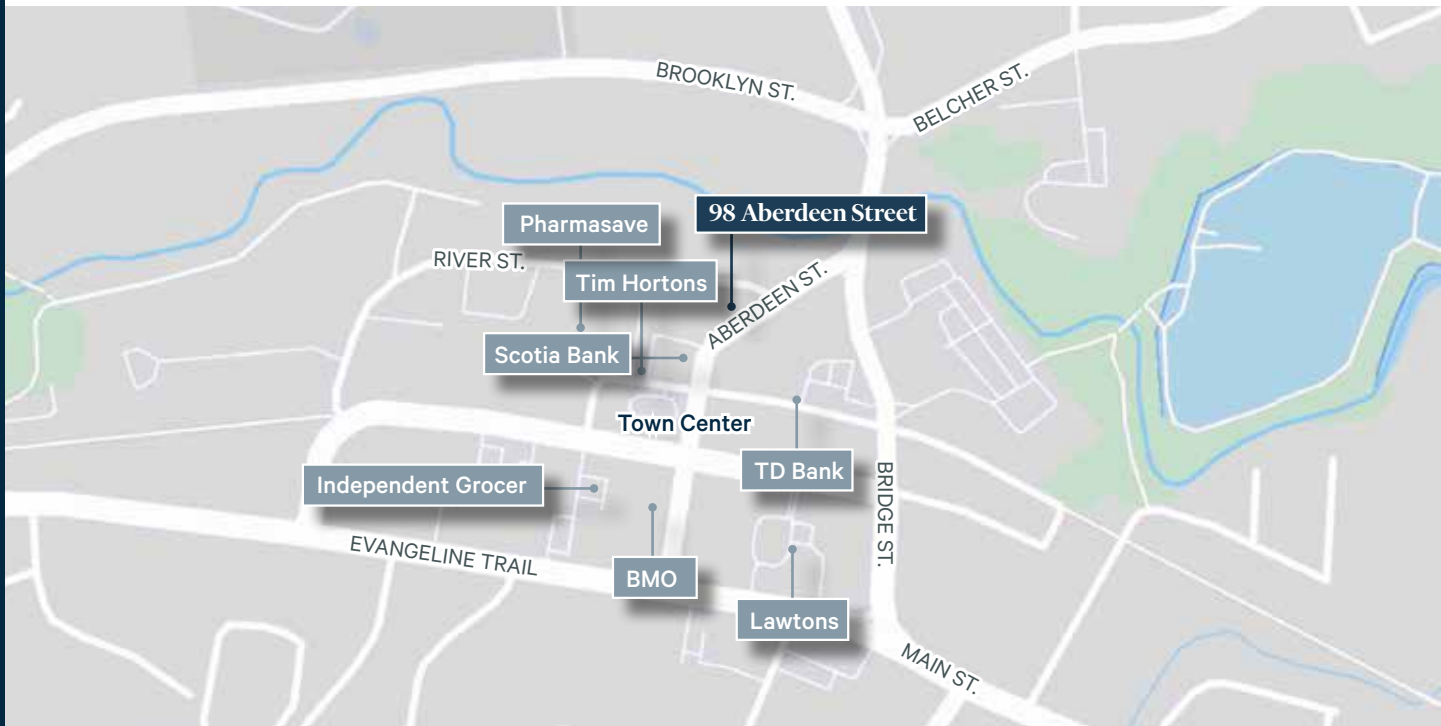 BROOKLYN ST.
BELCHER ST.
Pharmasave
98 Aberdeen Street
RIVER ST.
Tim Hortons
ABERDEEN ST.
Scotia Bank
Town Center
TD Bank
Independent Grocer
BRIDGE ST.
EVANGELINE TRAIL
BMO
Lawtons
MAIN ST.